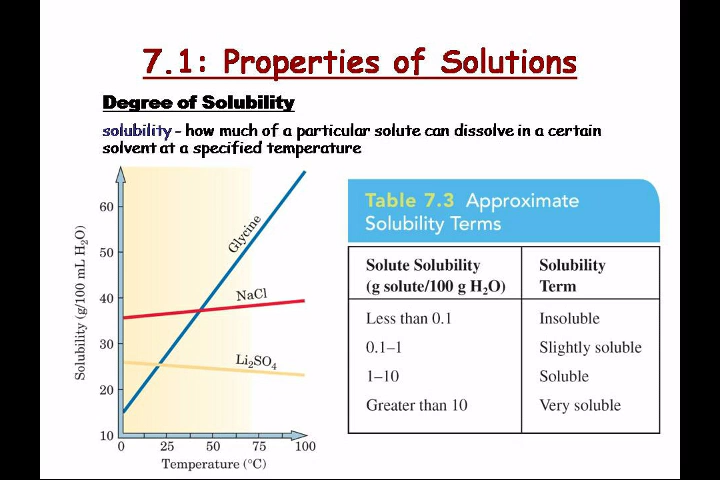 7.1: Properties of Solutions
Degree of Solubility
solubility - how much of a particular solute can dissolve in a certain
solvent at a specified temperature
Solubility (g/100 mL H₂O)
60
50
40
30
20
10
Glycine
NaCl
Li₂SO₄
0 25 50 75 100
Temperature (°C)
Table 7.3 Approximate
Solubility Terms
Solute Solubility Solubility
(g solute/100 g H₂O) Term
Less than 0.1 Insoluble
0.1–1 Slightly soluble
1–10 Soluble
Greater than 10 Very soluble